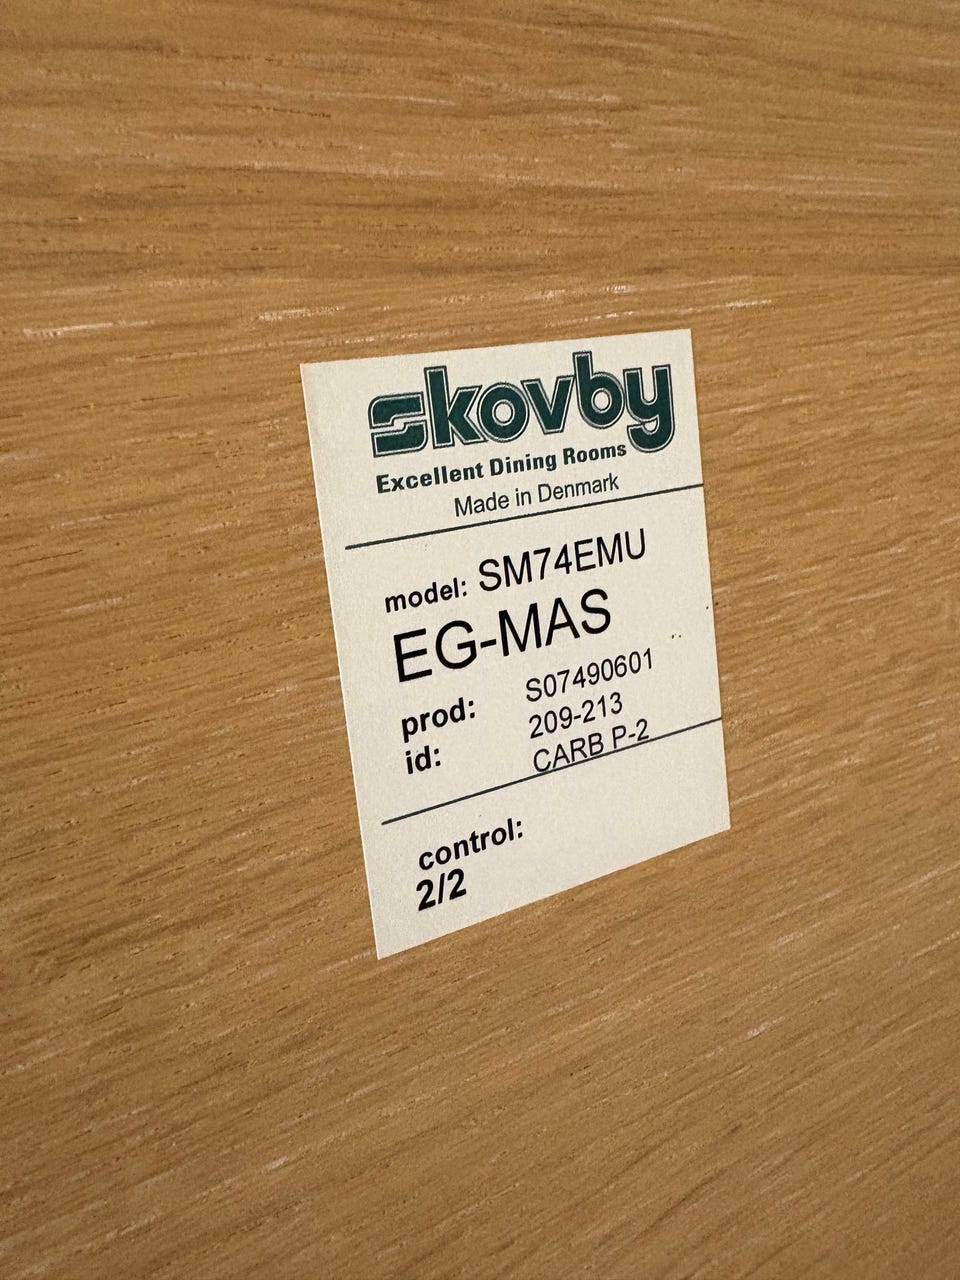 skovby
Excellent Dining Rooms
Made in Denmark
model: SM74EMU
EG-MAS
prod: S07490601
id: 209-213
CARB P-2
control:
2/2